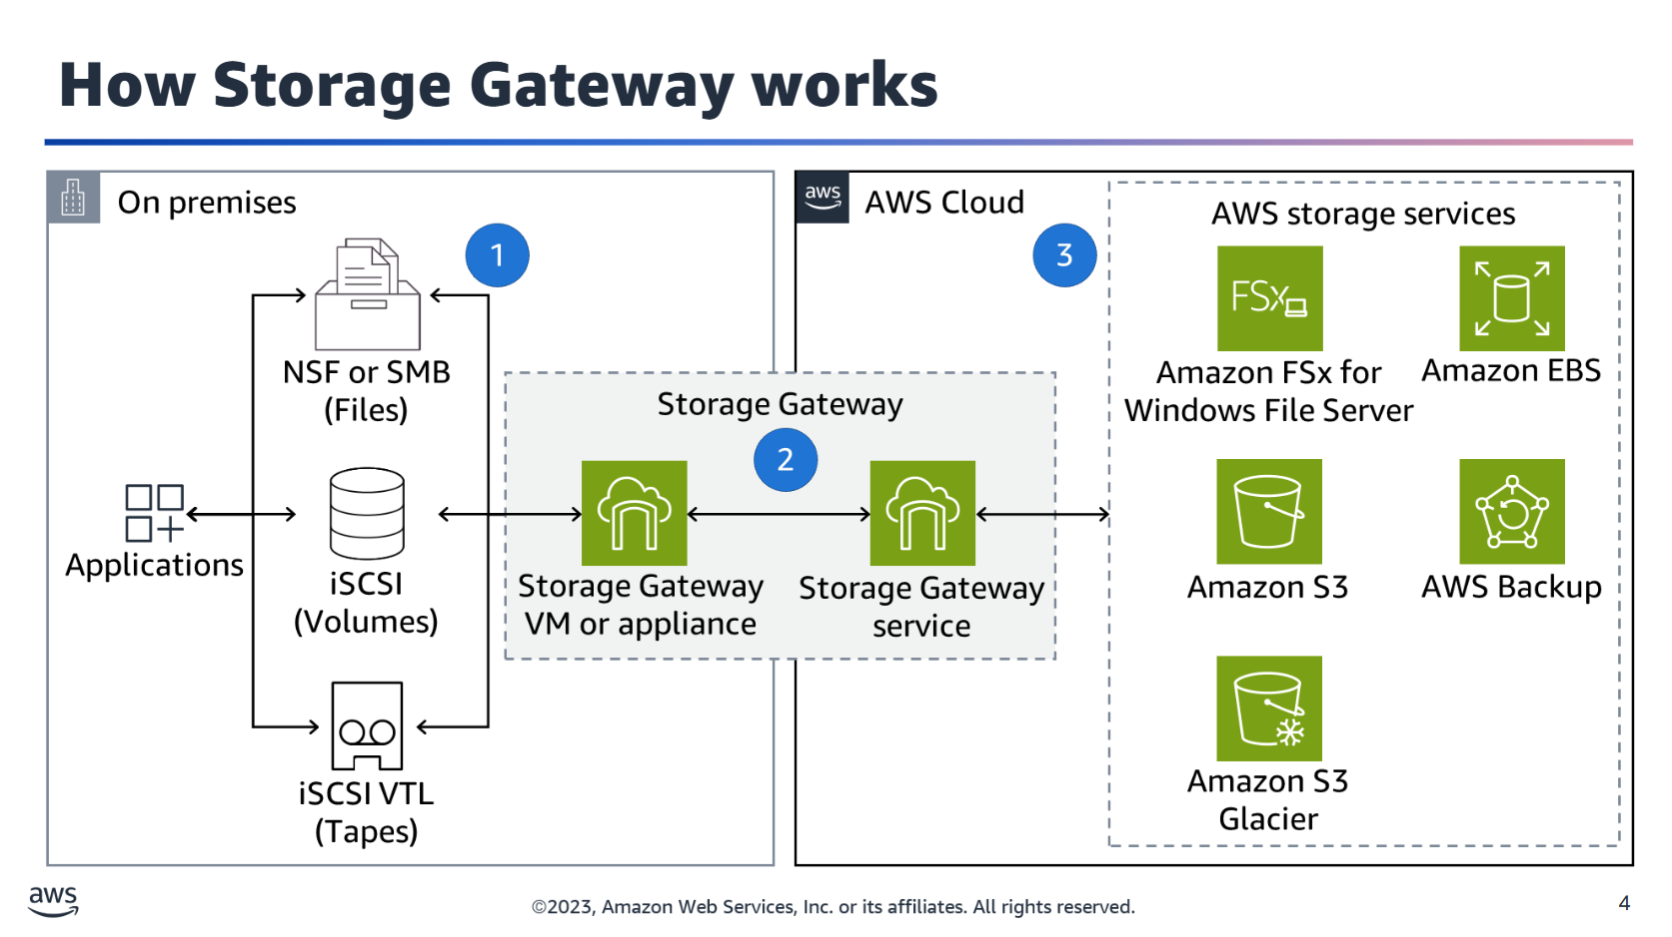 How Storage Gateway works
On premises
1
NSF or SMB
(Files)
Applications
iSCSI
(Volumes)
iSCSI VTL
(Tapes)
Storage Gateway
2
Storage Gateway
VM or appliance
Storage Gateway
service
aws
AWS Cloud
3
AWS storage services
FSx
Amazon FSx for
Windows File Server
Amazon EBS
Amazon S3
AWS Backup
Amazon S3
Glacier
aws
©2023, Amazon Web Services, Inc. or its affiliates. All rights reserved.
4